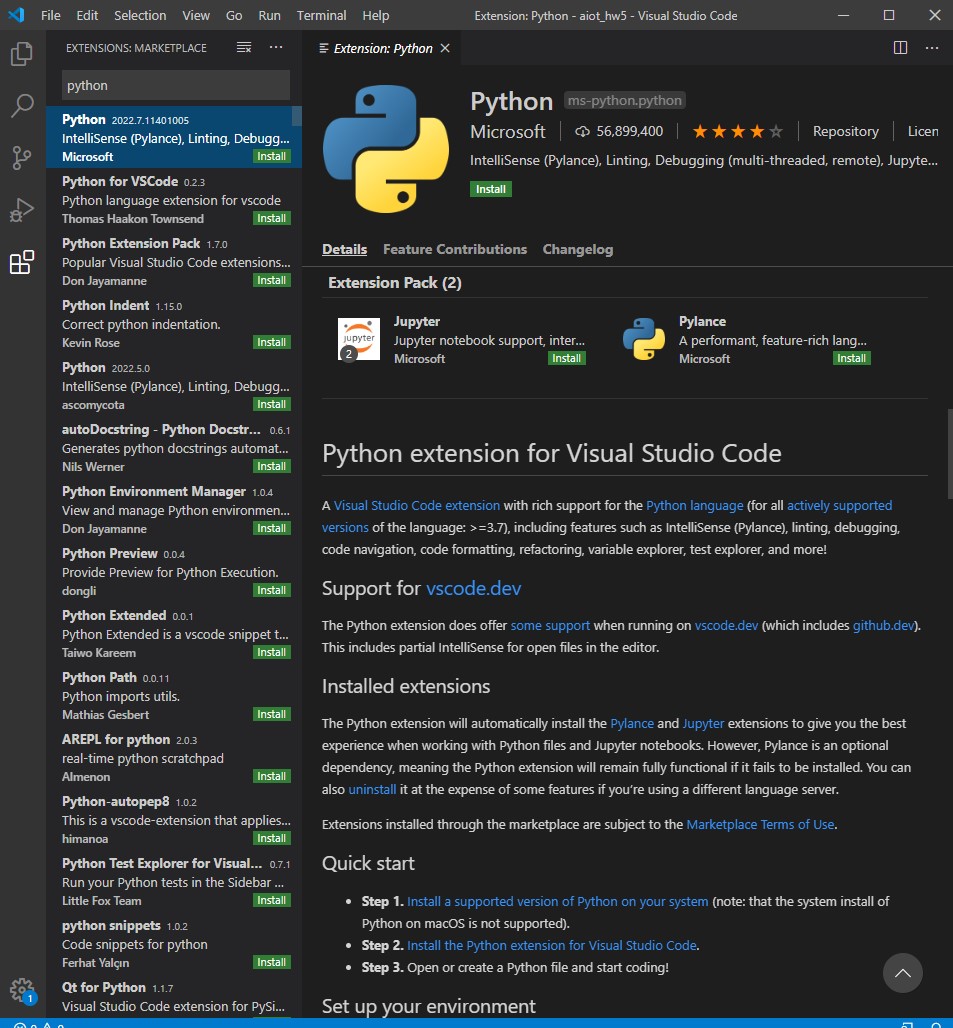 File Edit Selection View Go Run Terminal Help Extension: Python - aiot_hw5 - Visual Studio Code
EXTENSIONS: MARKETPLACE
python
Python 2022.7.11401005
IntelliSense (Pylance), Linting, Debugg...
Microsoft Install
Python for VSCode 0.2.3
Python language extension for vscode
Thomas Haakon Townsend Install
Python Extension Pack 1.7.0
Popular Visual Studio Code extensions...
Don Jayamanne Install
Python Indent 1.15.0
Correct python indentation.
Kevin Rose Install
Python 2022.5.0
IntelliSense (Pylance), Linting, Debugg...
ascomycota Install
autoDocstring - Python Docstr... 0.6.1
Generates python docstrings automat...
Nils Werner Install
Python Environment Manager 1.0.4
View and manage Python environmen...
Don Jayamanne Install
Python Preview 0.0.4
Provide Preview for Python Execution.
dongli Install
Python Extended 0.0.1
Python Extended is a vscode snippet t...
Taiwo Kareem Install
Python Path 0.0.11
Python imports utils.
Mathias Gesbert Install
AREPL for python 2.0.3
real-time python scratchpad
Almenon Install
Python-autopep8 1.0.2
This is a vscode-extension that applies...
himanoa Install
Python Test Explorer for Visual... 0.7.1
Run your Python tests in the Sidebar ...
Little Fox Team Install
python snippets 1.0.2
Code snippets for python
Ferhat Yalçın Install
Qt for Python 1.1.7
Visual Studio Code extension for PySi...
1
Extension: Python
Python ms-python.python
Microsoft 56,899,400 Repository Licen
IntelliSense (Pylance), Linting, Debugging (multi-threaded, remote), Jupyte...
Install
Details Feature Contributions Changelog
Extension Pack (2)
jupyter
2
Jupyter
Jupyter notebook support, inter...
Microsoft Install
Pylance
A performant, feature-rich lang...
Microsoft Install
Python extension for Visual Studio Code
A Visual Studio Code extension with rich support for the Python language (for all actively supported
versions of the language: >=3.7), including features such as IntelliSense (Pylance), linting, debugging,
code navigation, code formatting, refactoring, variable explorer, test explorer, and more!
Support for vscode.dev
The Python extension does offer some support when running on vscode.dev (which includes github.dev).
This includes partial IntelliSense for open files in the editor.
Installed extensions
The Python extension will automatically install the Pylance and Jupyter extensions to give you the best
experience when working with Python files and Jupyter notebooks. However, Pylance is an optional
dependency, meaning the Python extension will remain fully functional if it fails to be installed. You can
also uninstall it at the expense of some features if you’re using a different language server.
Extensions installed through the marketplace are subject to the Marketplace Terms of Use.
Quick start
• Step 1. Install a supported version of Python on your system (note: that the system install of
Python on macOS is not supported).
• Step 2. Install the Python extension for Visual Studio Code.
• Step 3. Open or create a Python file and start coding!
Set up your environment